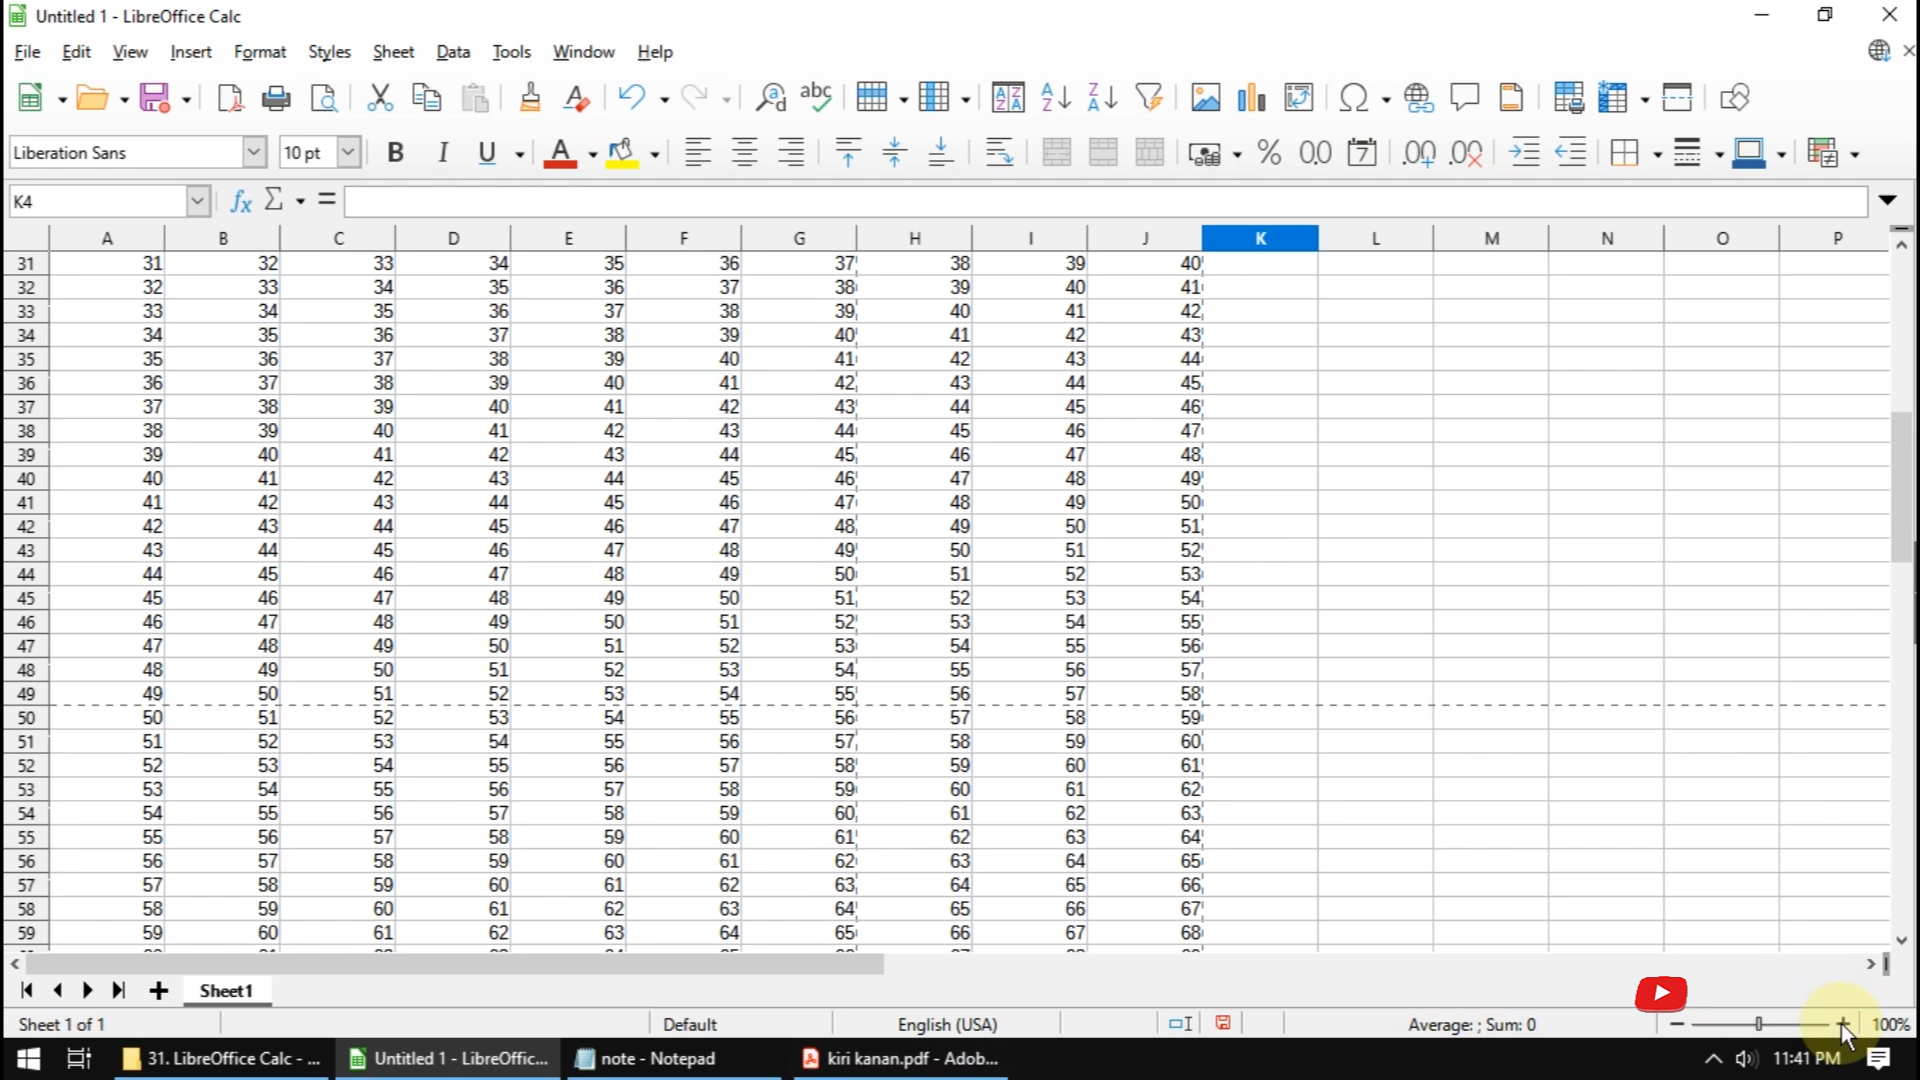 Untitled 1 - LibreOffice Calc
File Edit View Insert Format Styles Sheet Data Tools Window Help
Liberation Sans 10 pt
K4
A B C D E F G H I J K L M N O P
31 31 32 33 34 35 36 37 38 39 40
32 32 33 34 35 36 37 38 39 40 41
33 33 34 35 36 37 38 39 40 41 42
34 34 35 36 37 38 39 40 41 42 43
35 35 36 37 38 39 40 41 42 43 44
36 36 37 38 39 40 41 42 43 44 45
37 37 38 39 40 41 42 43 44 45 46
38 38 39 40 41 42 43 44 45 46 47
39 39 40 41 42 43 44 45 46 47 48
40 40 41 42 43 44 45 46 47 48 49
41 41 42 43 44 45 46 47 48 49 50
42 42 43 44 45 46 47 48 49 50 51
43 43 44 45 46 47 48 49 50 51 52
44 44 45 46 47 48 49 50 51 52 53
45 45 46 47 48 49 50 51 52 53 54
46 46 47 48 49 50 51 52 53 54 55
47 47 48 49 50 51 52 53 54 55 56
48 48 49 50 51 52 53 54 55 56 57
49 49 50 51 52 53 54 55 56 57 58
50 50 51 52 53 54 55 56 57 58 59
51 51 52 53 54 55 56 57 58 59 60
52 52 53 54 55 56 57 58 59 60 61
53 53 54 55 56 57 58 59 60 61 62
54 54 55 56 57 58 59 60 61 62 63
55 55 56 57 58 59 60 61 62 63 64
56 56 57 58 59 60 61 62 63 64 65
57 57 58 59 60 61 62 63 64 65 66
58 58 59 60 61 62 63 64 65 66 67
59 59 60 61 62 63 64 65 66 67 68
Sheet1
Sheet 1 of 1 Default English (USA) Average: ; Sum: 0 100%
31. LibreOffice Calc - ... Untitled 1 - LibreOffic... note - Notepad kiri kanan.pdf - Adob... 11:41 PM